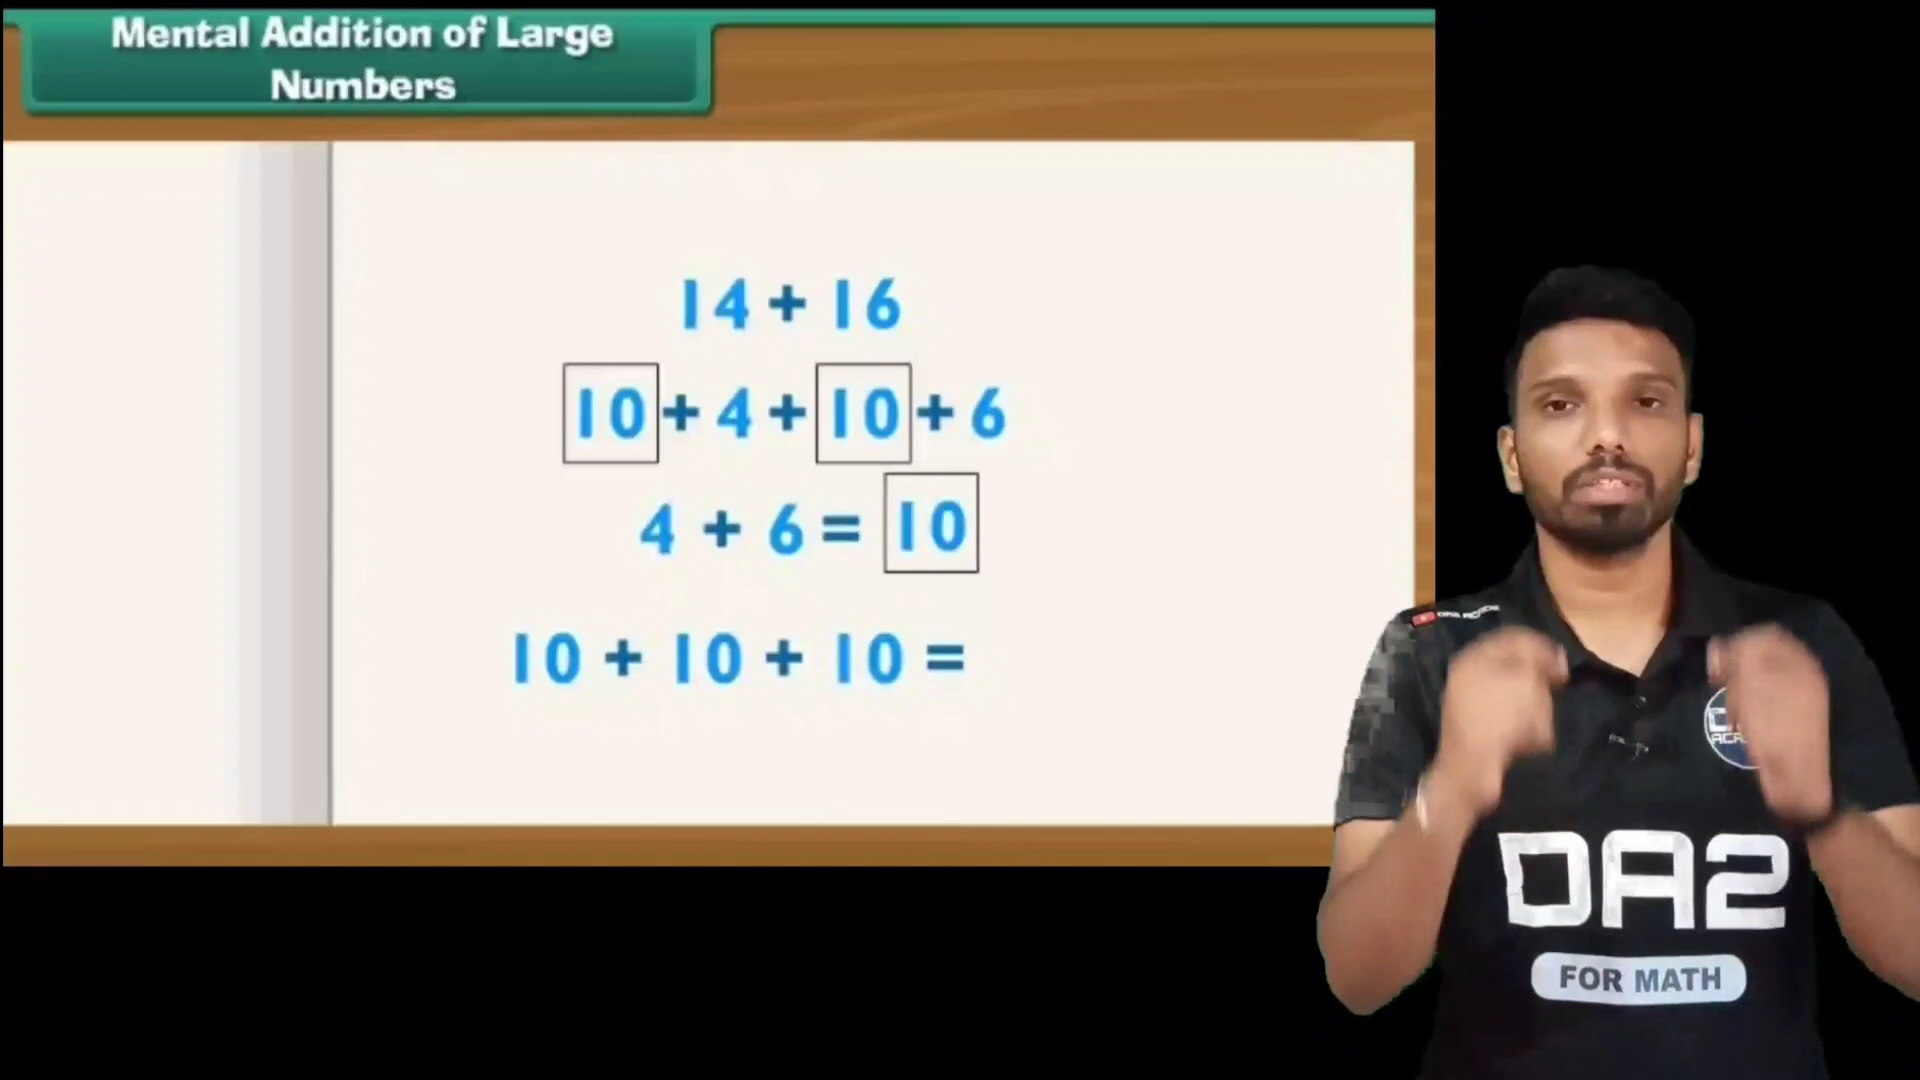 Mental Addition of Large
Numbers
14 + 16
10 + 4 + 10 + 6
4 + 6 = 10
10 + 10 + 10 =
DA2
FOR MATH